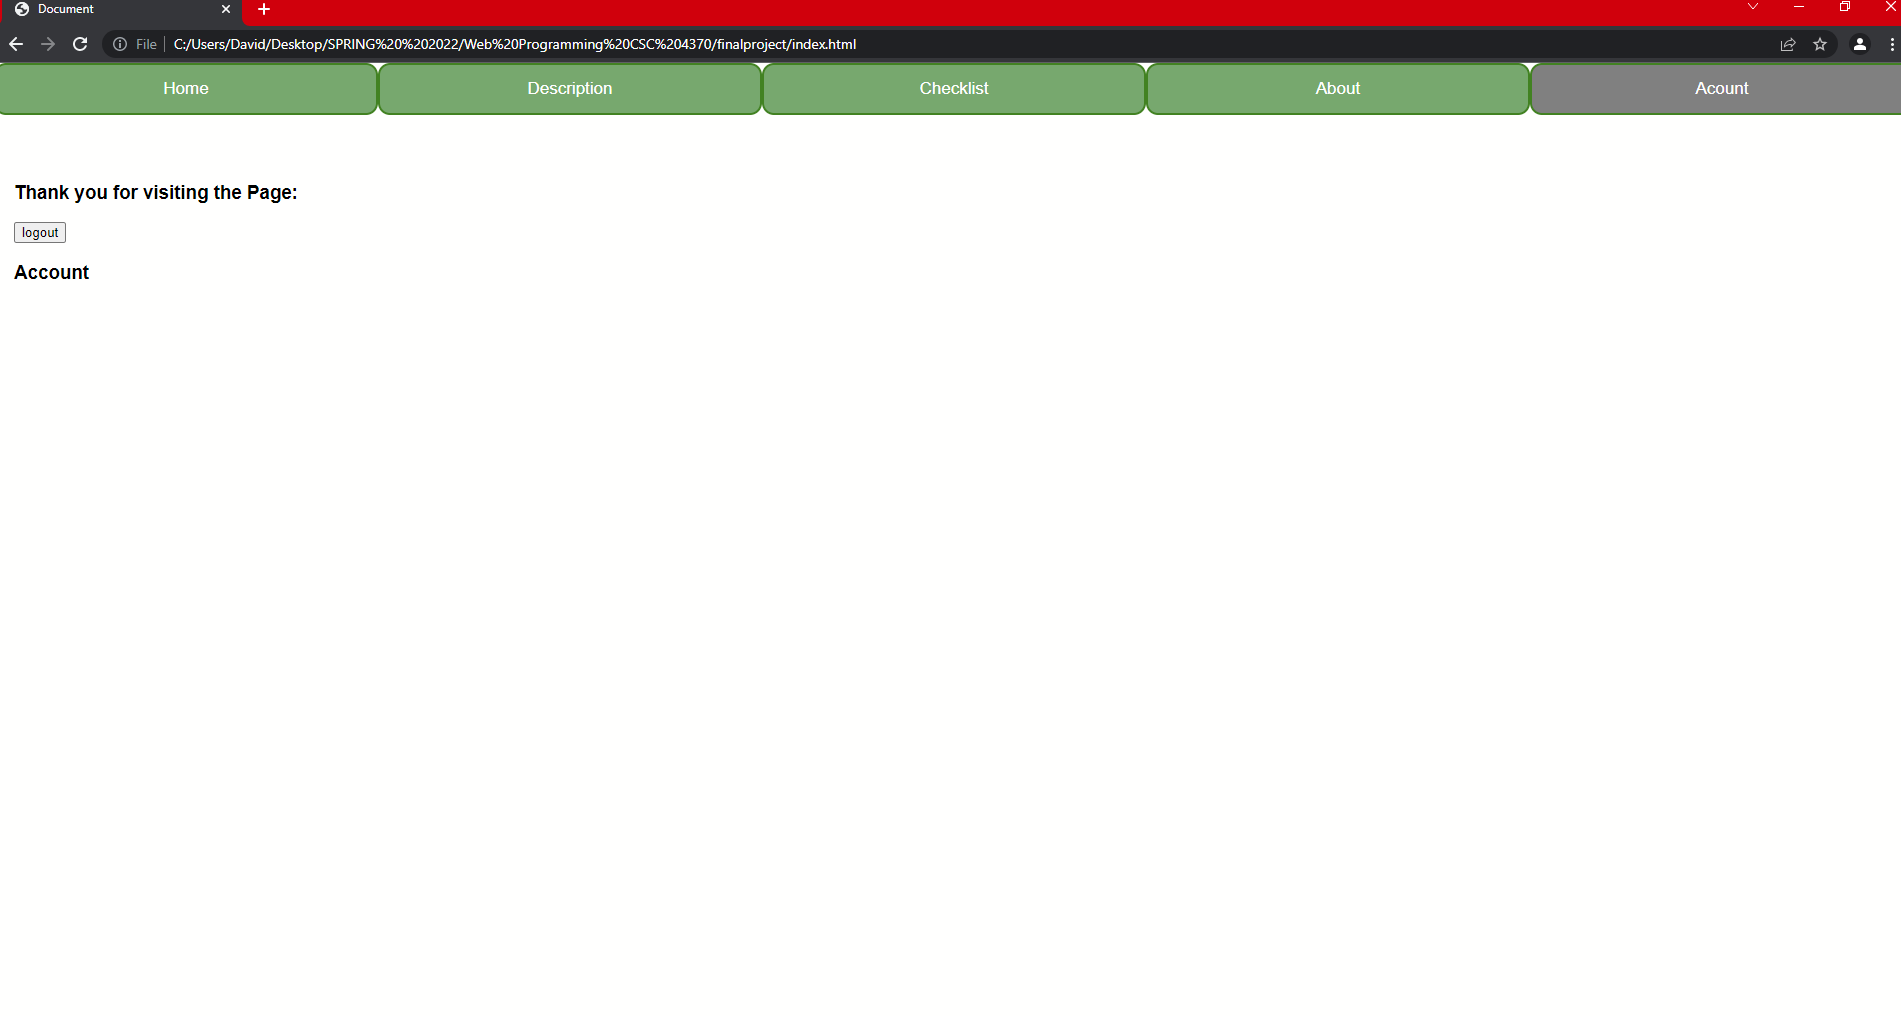 Document
File C:/Users/David/Desktop/SPRING%20%202022/Web%20Programming%20CSC%204370/finalproject/index.html
Home Description Checklist About Acount
Thank you for visiting the Page:
logout
Account